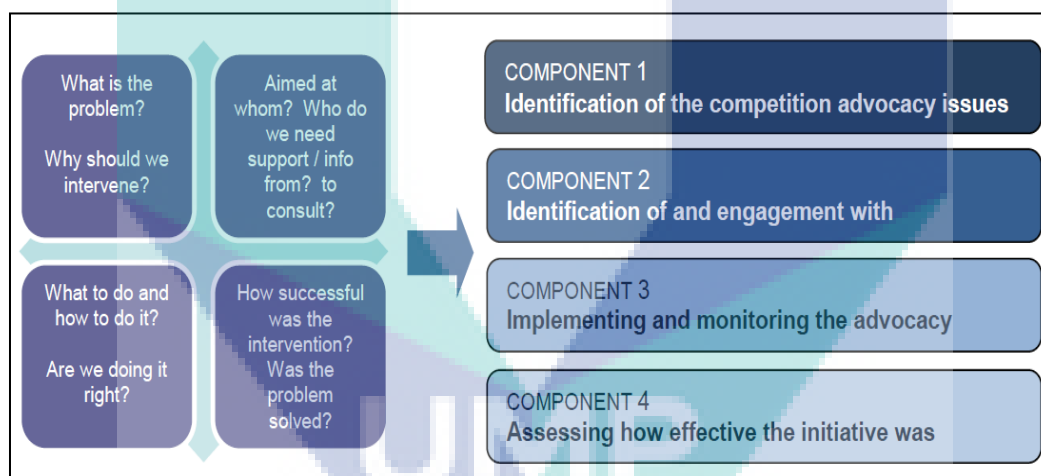 What is the
problem?
Why should we
intervene?
Aimed at
whom? Who do
we need
support / info
from? to
consult?
What to do and
how to do it?
Are we doing it
right?
How successful
was the
intervention?
Was the
problem
solved?
COMPONENT 1
Identification of the competition advocacy issues
COMPONENT 2
Identification of and engagement with
COMPONENT 3
Implementing and monitoring the advocacy
COMPONENT 4
Assessing how effective the initiative was
UMP